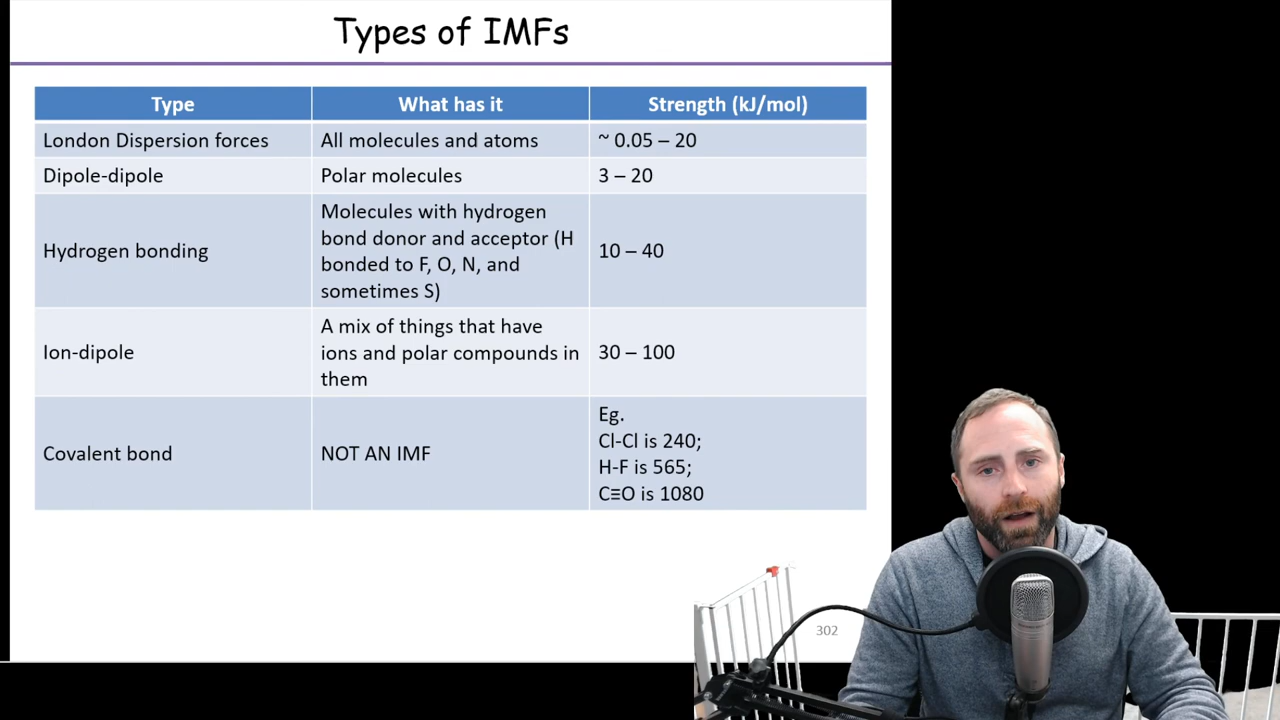 Types of IMFs
Type What has it Strength (kJ/mol)
London Dispersion forces All molecules and atoms ~ 0.05 – 20
Dipole-dipole Polar molecules 3 – 20
Hydrogen bonding
Molecules with hydrogen
bond donor and acceptor (H
bonded to F, O, N, and
sometimes S)
10 – 40
Ion-dipole
A mix of things that have
ions and polar compounds in
them
30 – 100
Covalent bond
NOT AN IMF
Eg.
Cl-Cl is 240;
H-F is 565;
C≡O is 1080
302